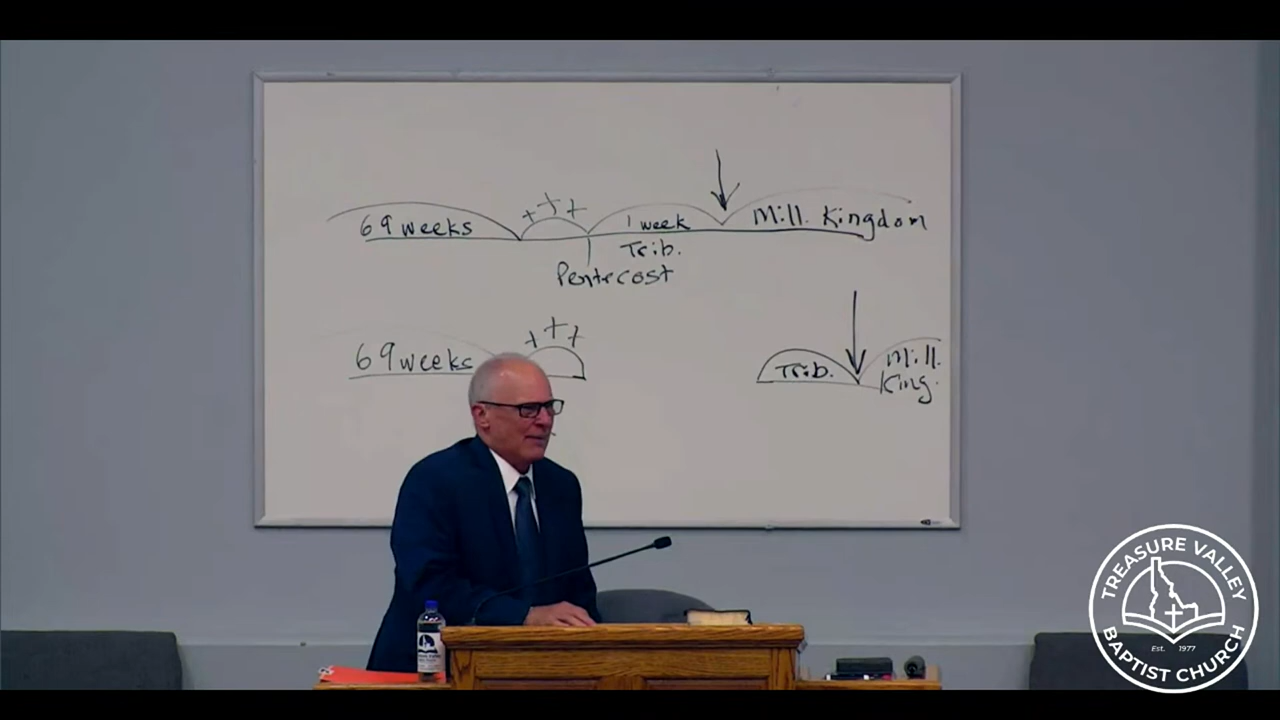 69 weeks
1 week
Mill. Kingdom
Trib.
Pentecost
69 weeks
Trib.
Mill.
King.
TREASURE VALLEY
Est. 1977
BAPTIST CHURCH